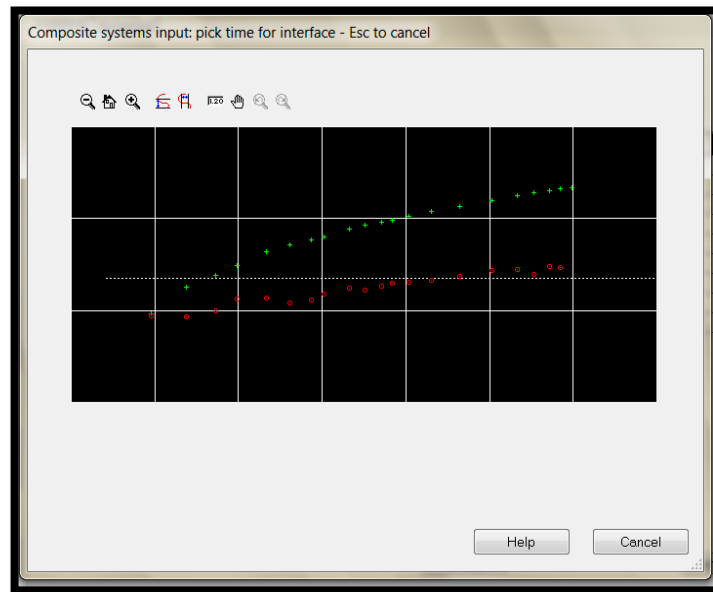 Composite systems input: pick time for interface - Esc to cancel
1.20
Help
Cancel